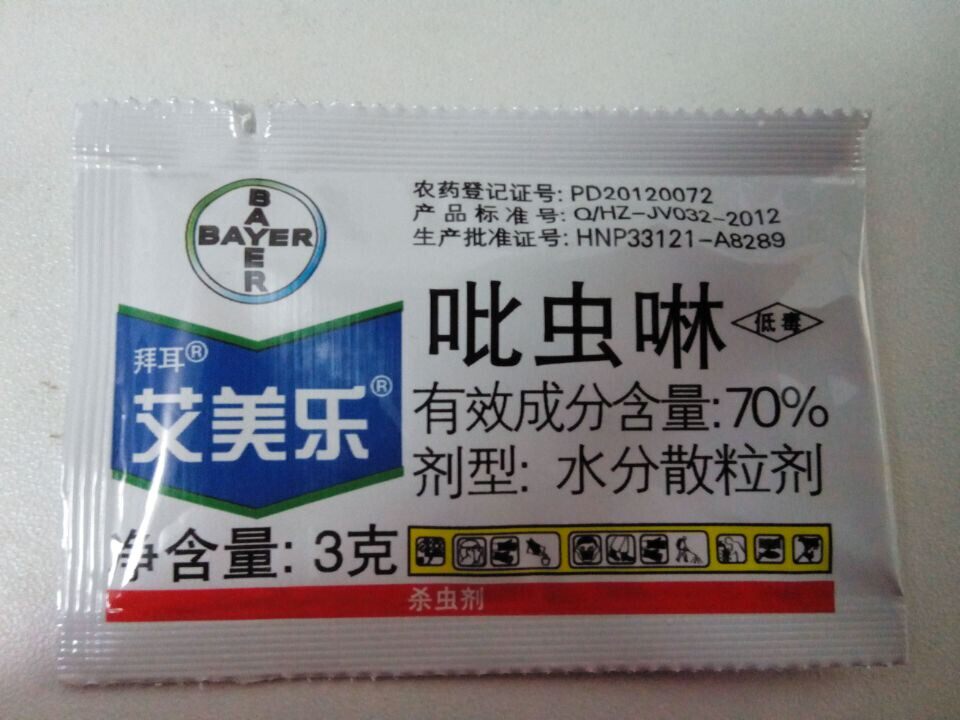 BAYER
BAYER
农药登记证号: PD20120072
产品标准号: Q/HZ-JV032-2012
生产批准证号: HNP33121-A8289
吡虫啉
低毒
拜耳®
艾美乐®
有效成分含量:70%
剂型: 水分散粒剂
净含量: 3克
杀虫剂